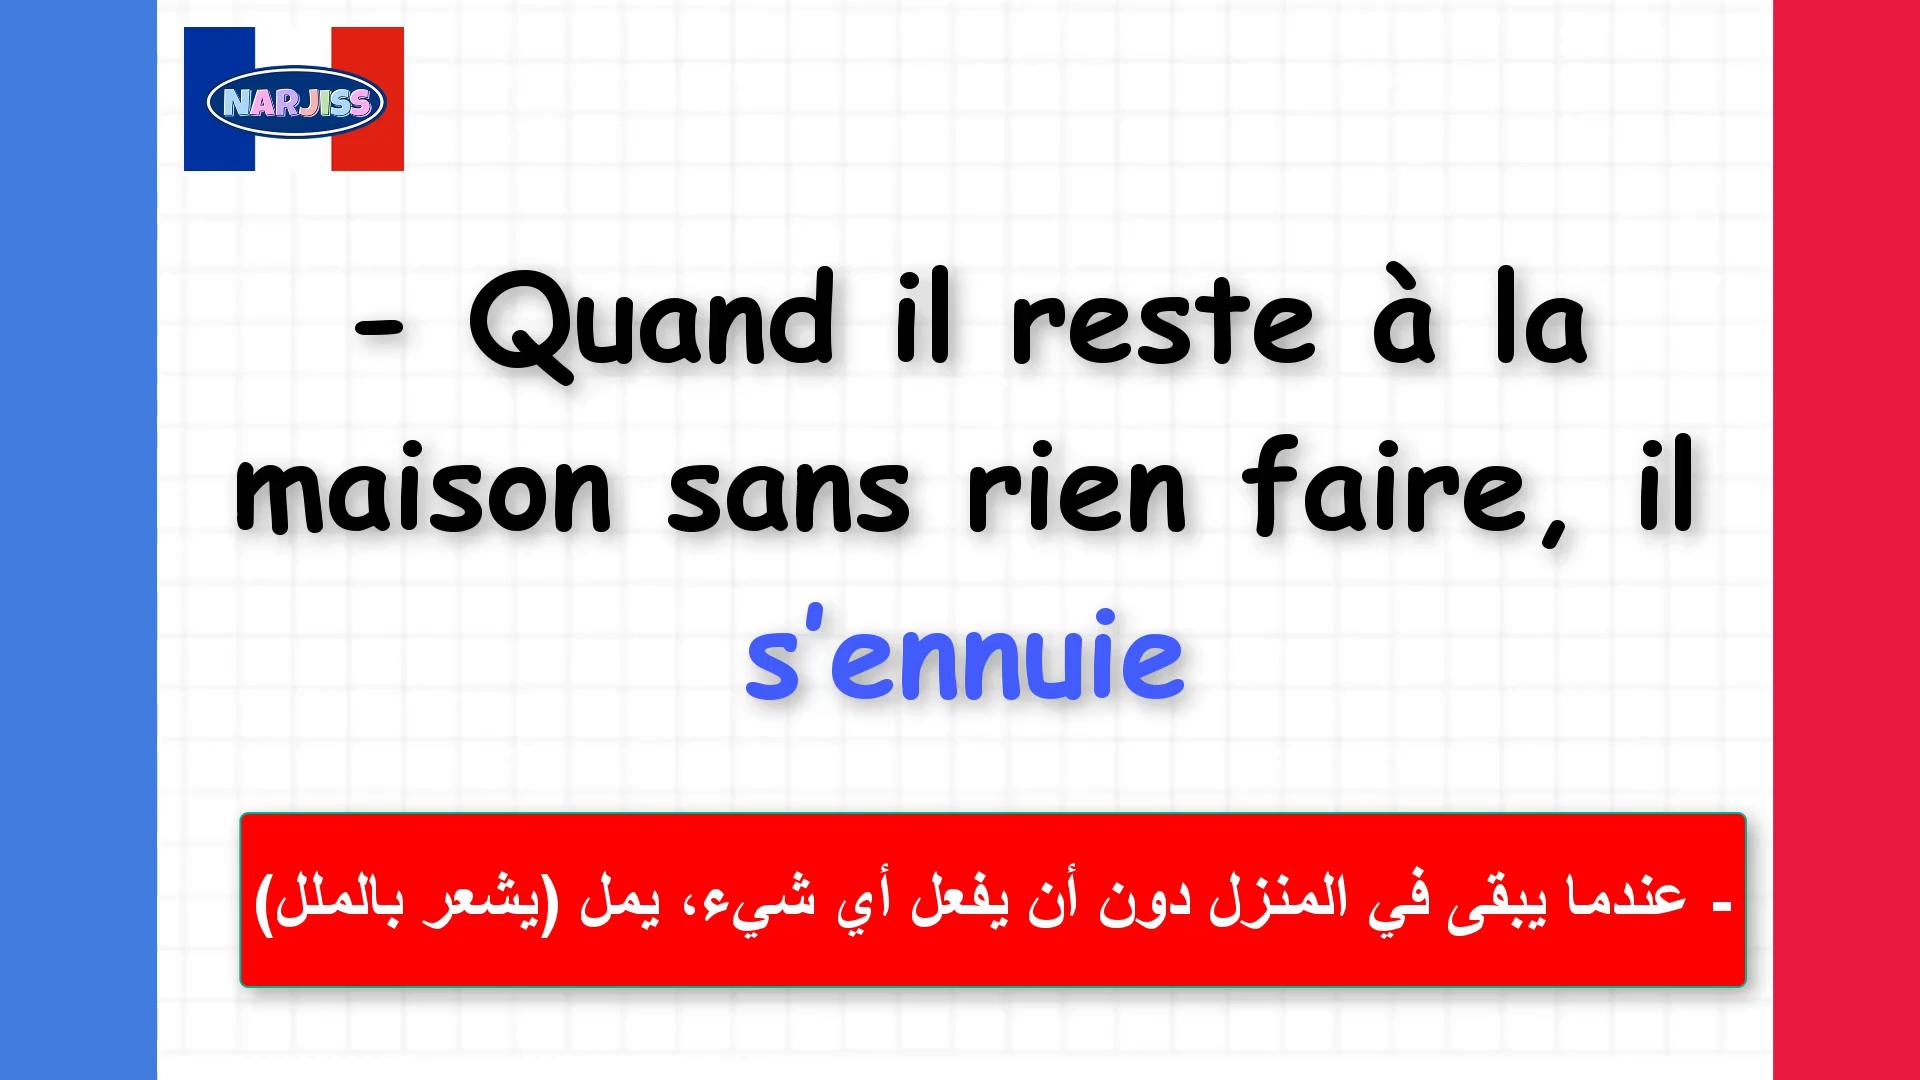 NARJISS
- Quand il reste à la
maison sans rien faire, il
s'ennuie
- عندما يبقى في المنزل دون أن يفعل أي شيء، يمل (يشعر بالملل)